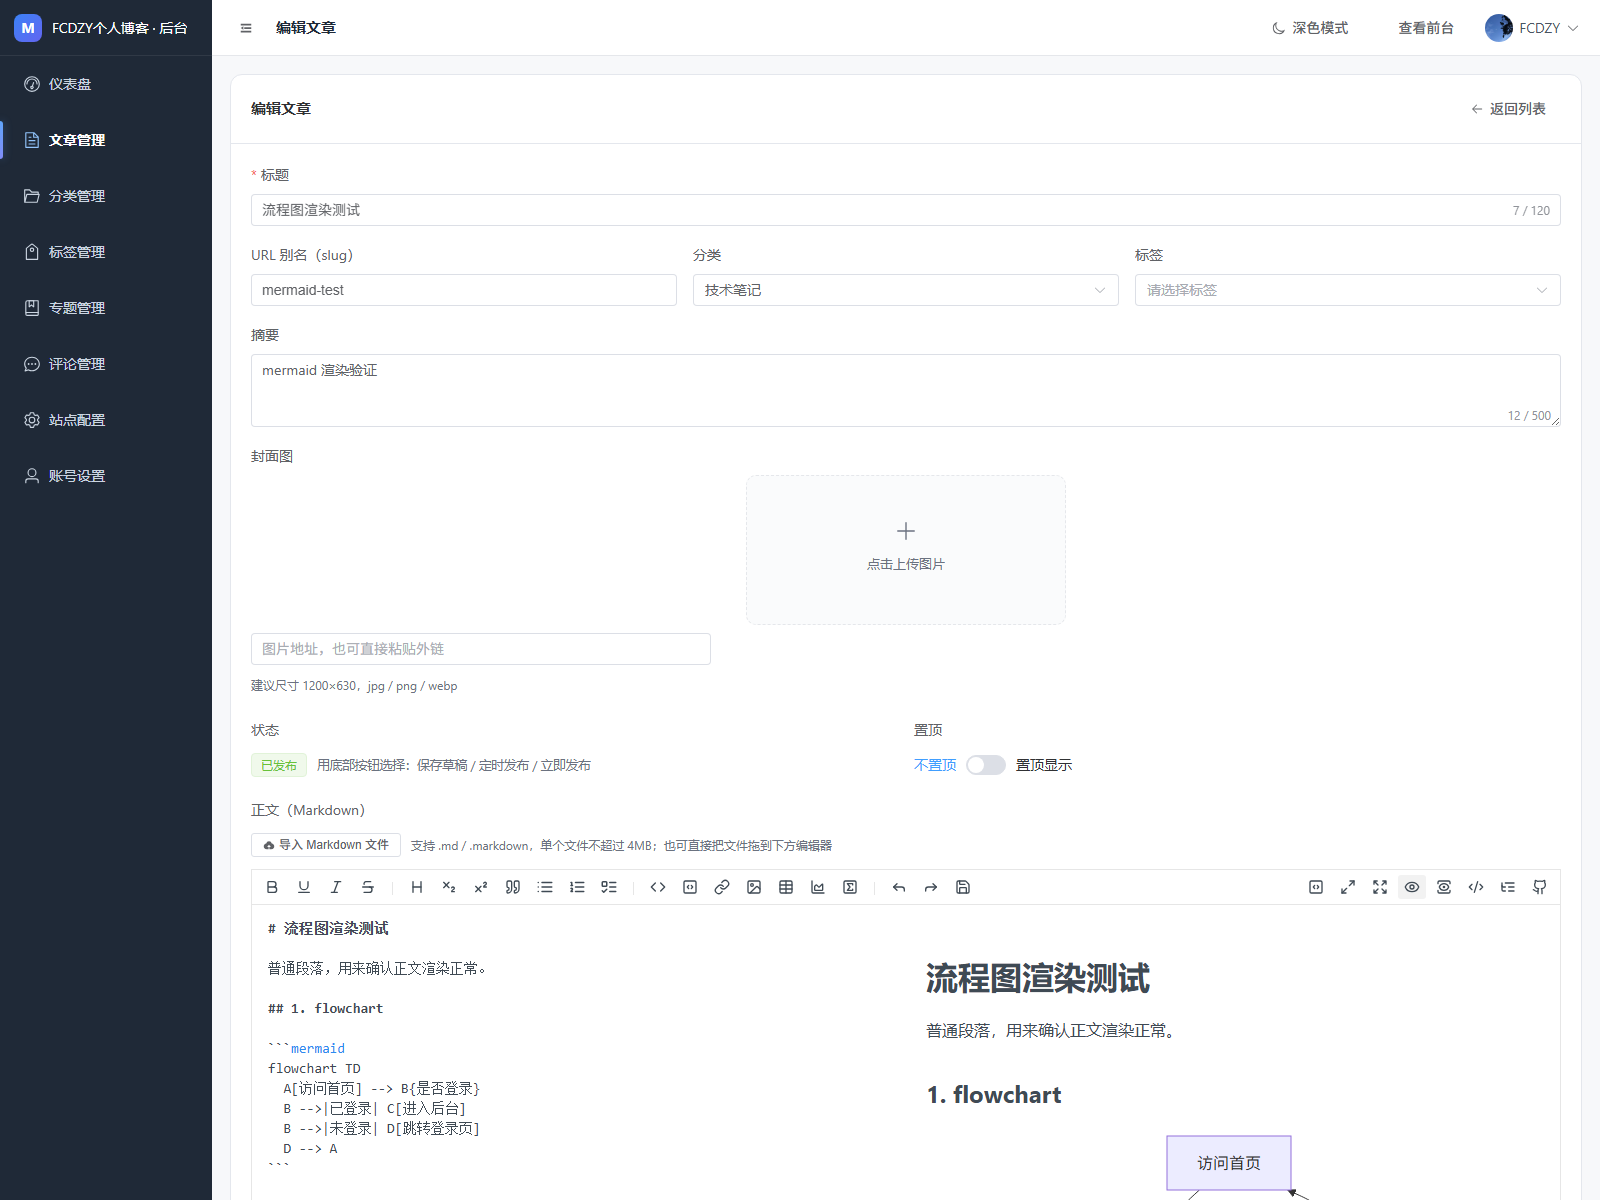 M FCDZY个人博客 · 后台
仪表盘
文章管理
分类管理
标签管理
专题管理
评论管理
站点配置
账号设置
编辑文章
深色模式
查看前台
FCDZY
编辑文章
返回列表
* 标题
流程图渲染测试
7 / 120
URL 别名（slug）
分类
标签
mermaid-test
技术笔记
请选择标签
摘要
mermaid 渲染验证
12 / 500
封面图
点击上传图片
图片地址，也可直接粘贴外链
建议尺寸 1200×630，jpg / png / webp
状态
置顶
已发布 用底部按钮选择：保存草稿 / 定时发布 / 立即发布
不置顶 置顶显示
正文（Markdown）
导入 Markdown 文件 支持 .md / .markdown，单个文件不超过 4MB；也可直接把文件拖到下方编辑器
# 流程图渲染测试
普通段落，用来确认正文渲染正常。
## 1. flowchart
```mermaid
flowchart TD
  A[访问首页] --> B{是否登录}
  B -->|已登录| C[进入后台]
  B -->|未登录| D[跳转登录页]
  D --> A
```
流程图渲染测试
普通段落，用来确认正文渲染正常。
1. flowchart
访问首页